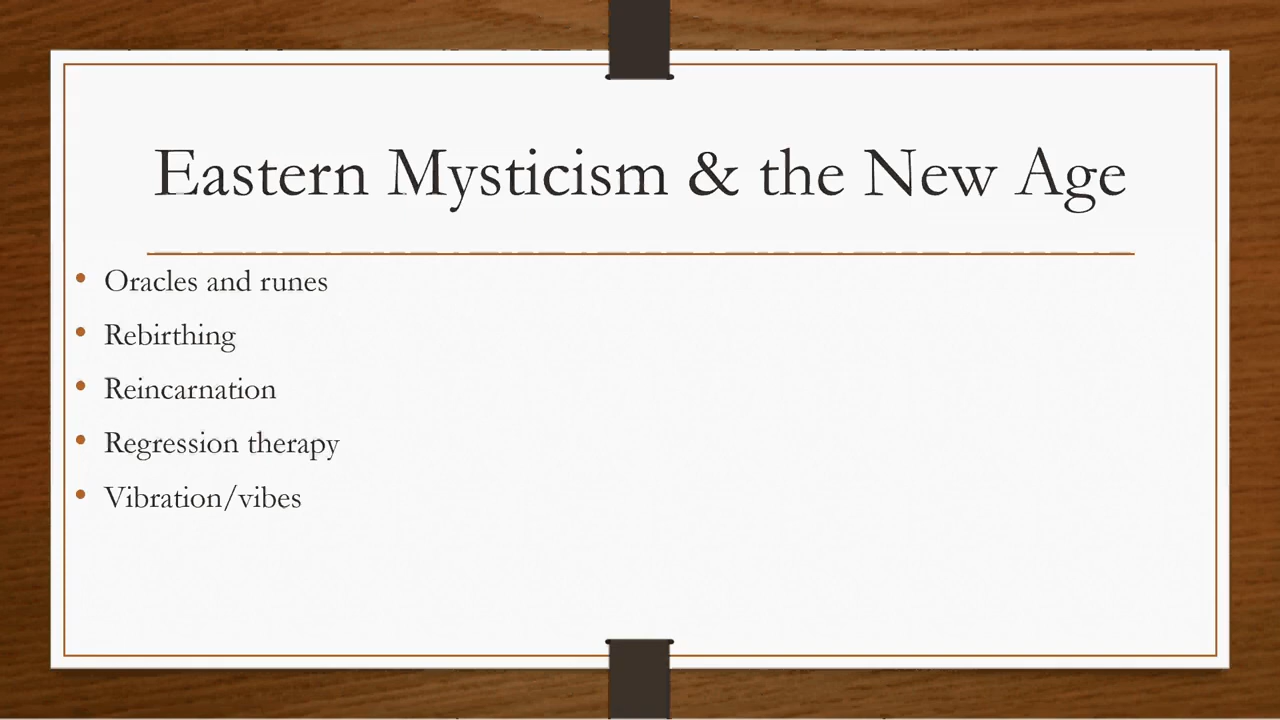 Eastern Mysticism & the New Age
• Oracles and runes
• Rebirthing
• Reincarnation
• Regression therapy
• Vibration/vibes